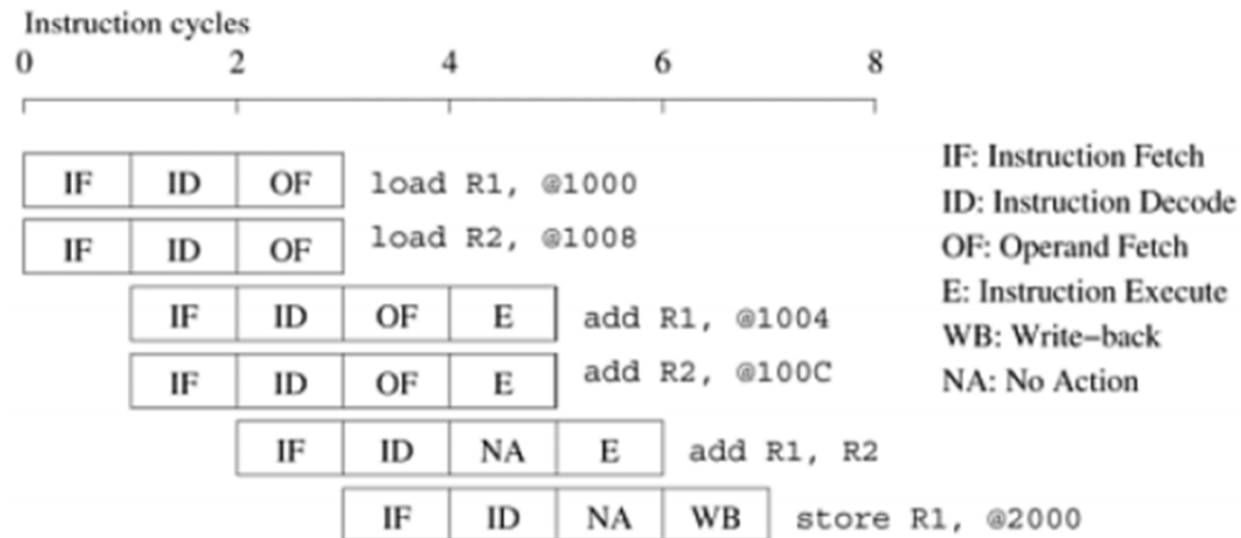 Instruction cycles
0 2 4 6 8
IF ID OF load R1, @1000
IF ID OF load R2, @1008
IF ID OF E add R1, @1004
IF ID OF E add R2, @100C
IF ID NA E add R1, R2
IF ID NA WB store R1, @2000
IF: Instruction Fetch
ID: Instruction Decode
OF: Operand Fetch
E: Instruction Execute
WB: Write-back
NA: No Action